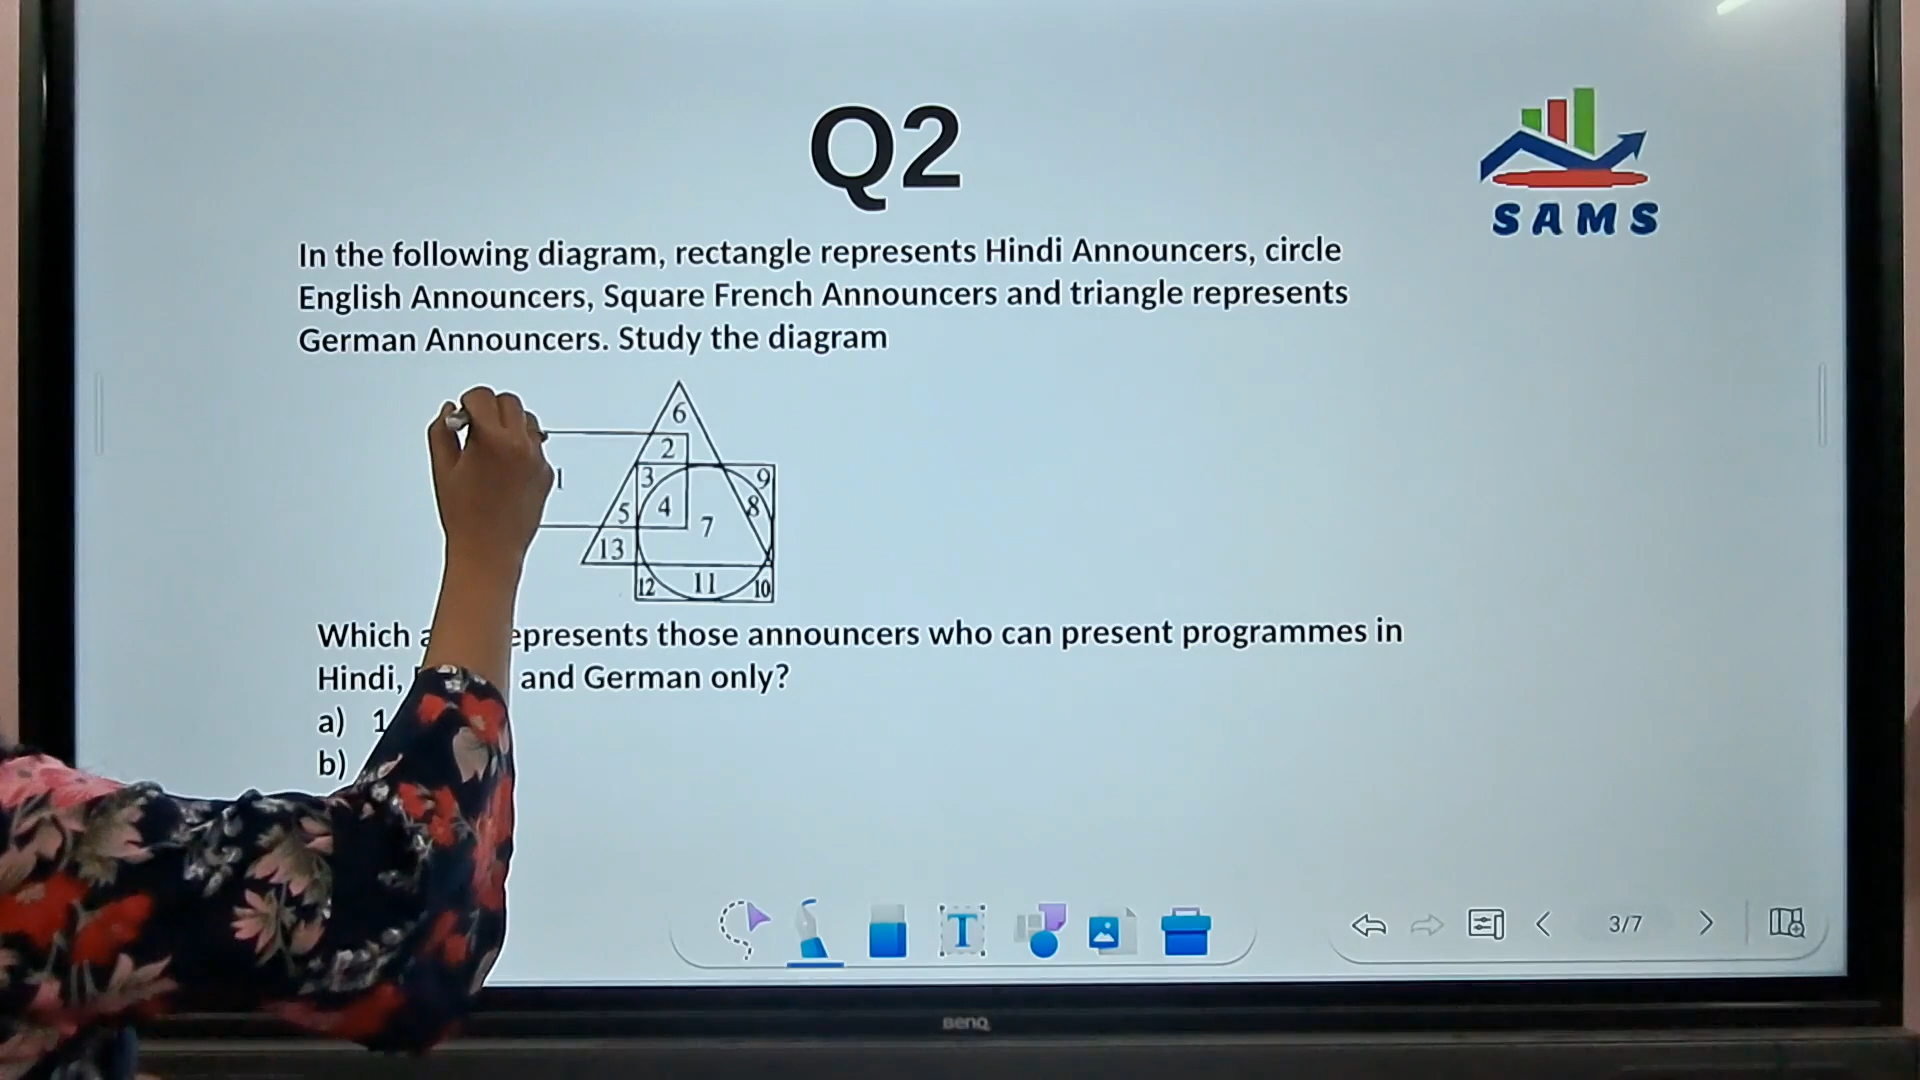 Q2
SAMS
In the following diagram, rectangle represents Hindi Announcers, circle
English Announcers, Square French Announcers and triangle represents
German Announcers. Study the diagram
6
2
3
9
1
4
8
5
7
13
12
11
10
Which epresents those announcers who can present programmes in
Hindi, and German only?
a) 1
b)
T
3/7
BenQ